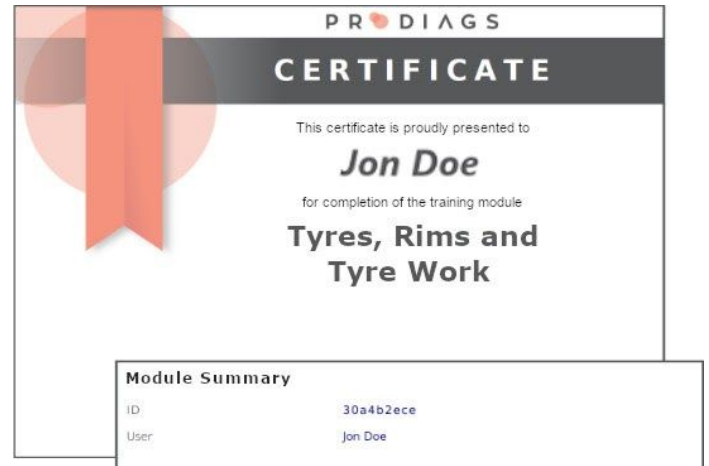 PRODIAGS
CERTIFICATE
This certificate is proudly presented to
Jon Doe
for completion of the training module
Tyres, Rims and
Tyre Work
Module Summary
ID 30a4b2ece
User Jon Doe